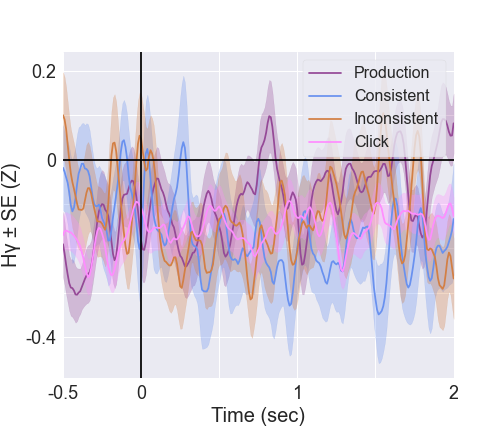 Production
Consistent
Inconsistent
Click
0.2
0
-0.4
Hγ ± SE (Z)
-0.5
0
1
2
Time (sec)